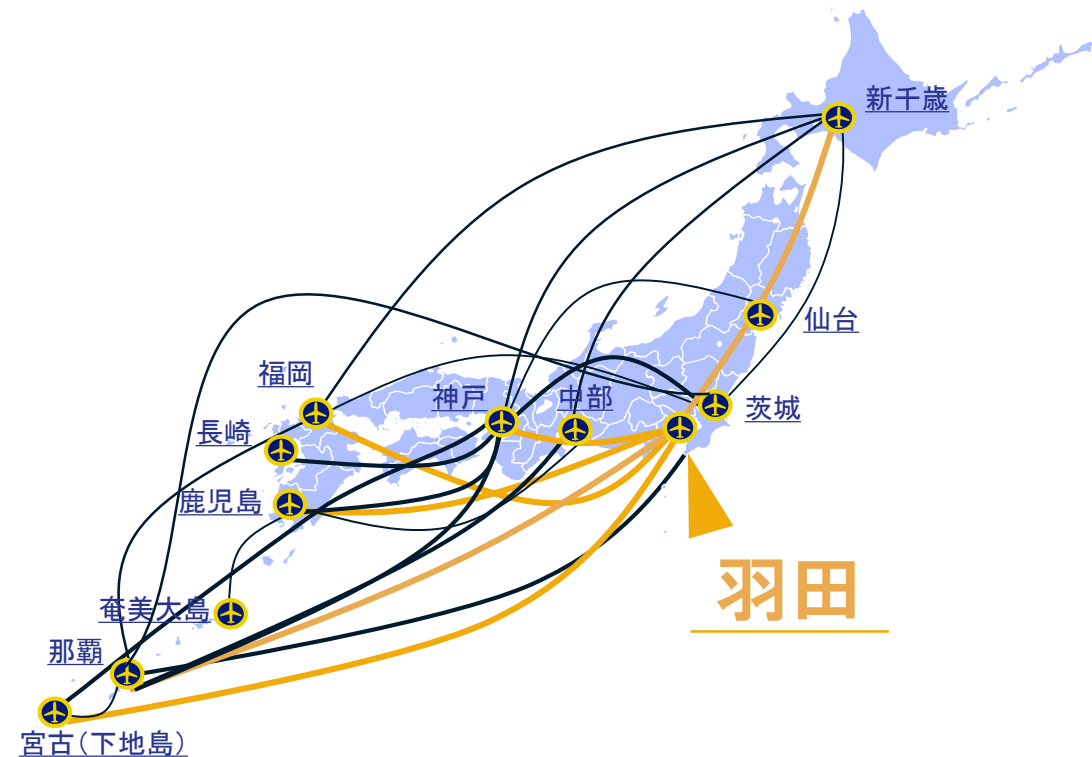 新千歳
仙台
福岡
神戸
中部
茨城
長崎
鹿児島
羽田
奄美大島
那覇
宮古(下地島)